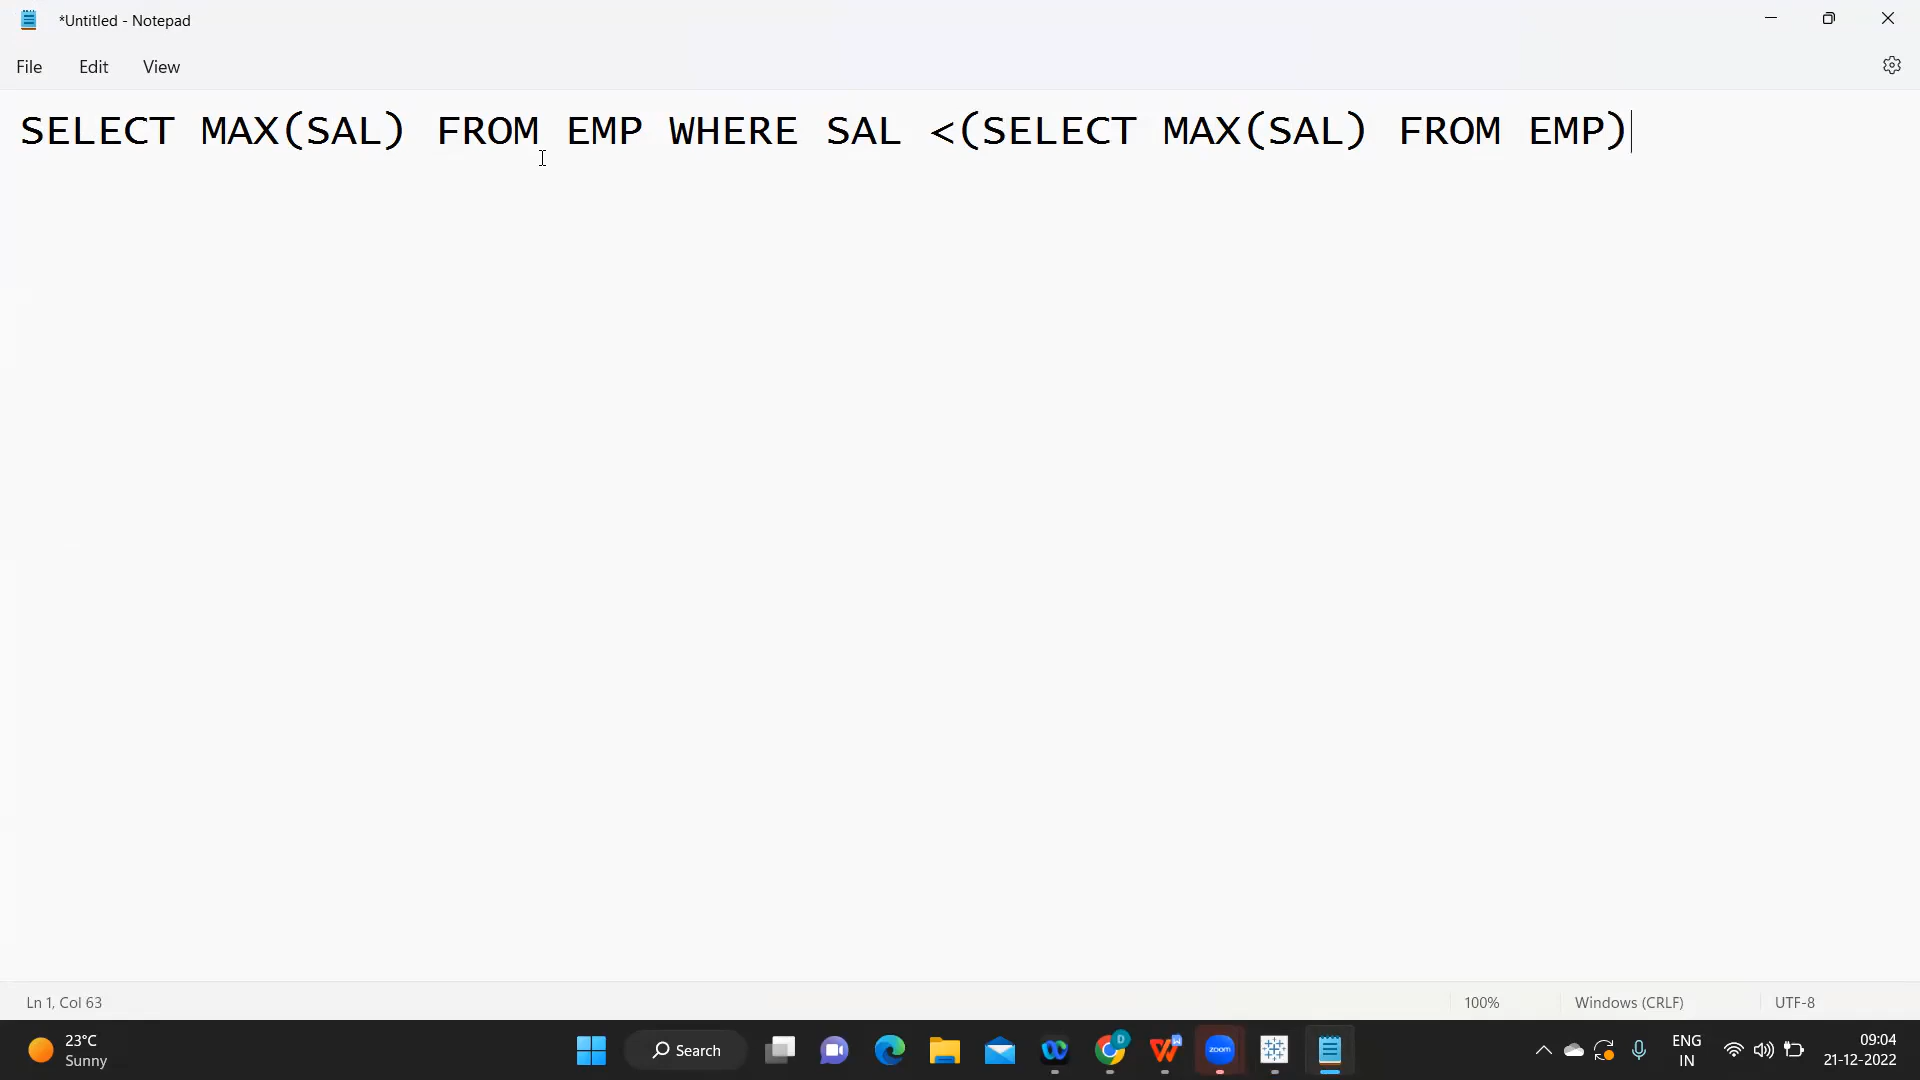 *Untitled - Notepad
File Edit View
SELECT MAX(SAL) FROM EMP WHERE SAL <(SELECT MAX(SAL) FROM EMP)
Ln 1, Col 63 100% Windows (CRLF) UTF-8
23°C
Sunny
Search
zoom
D
W
ENG
IN
09:04
21-12-2022